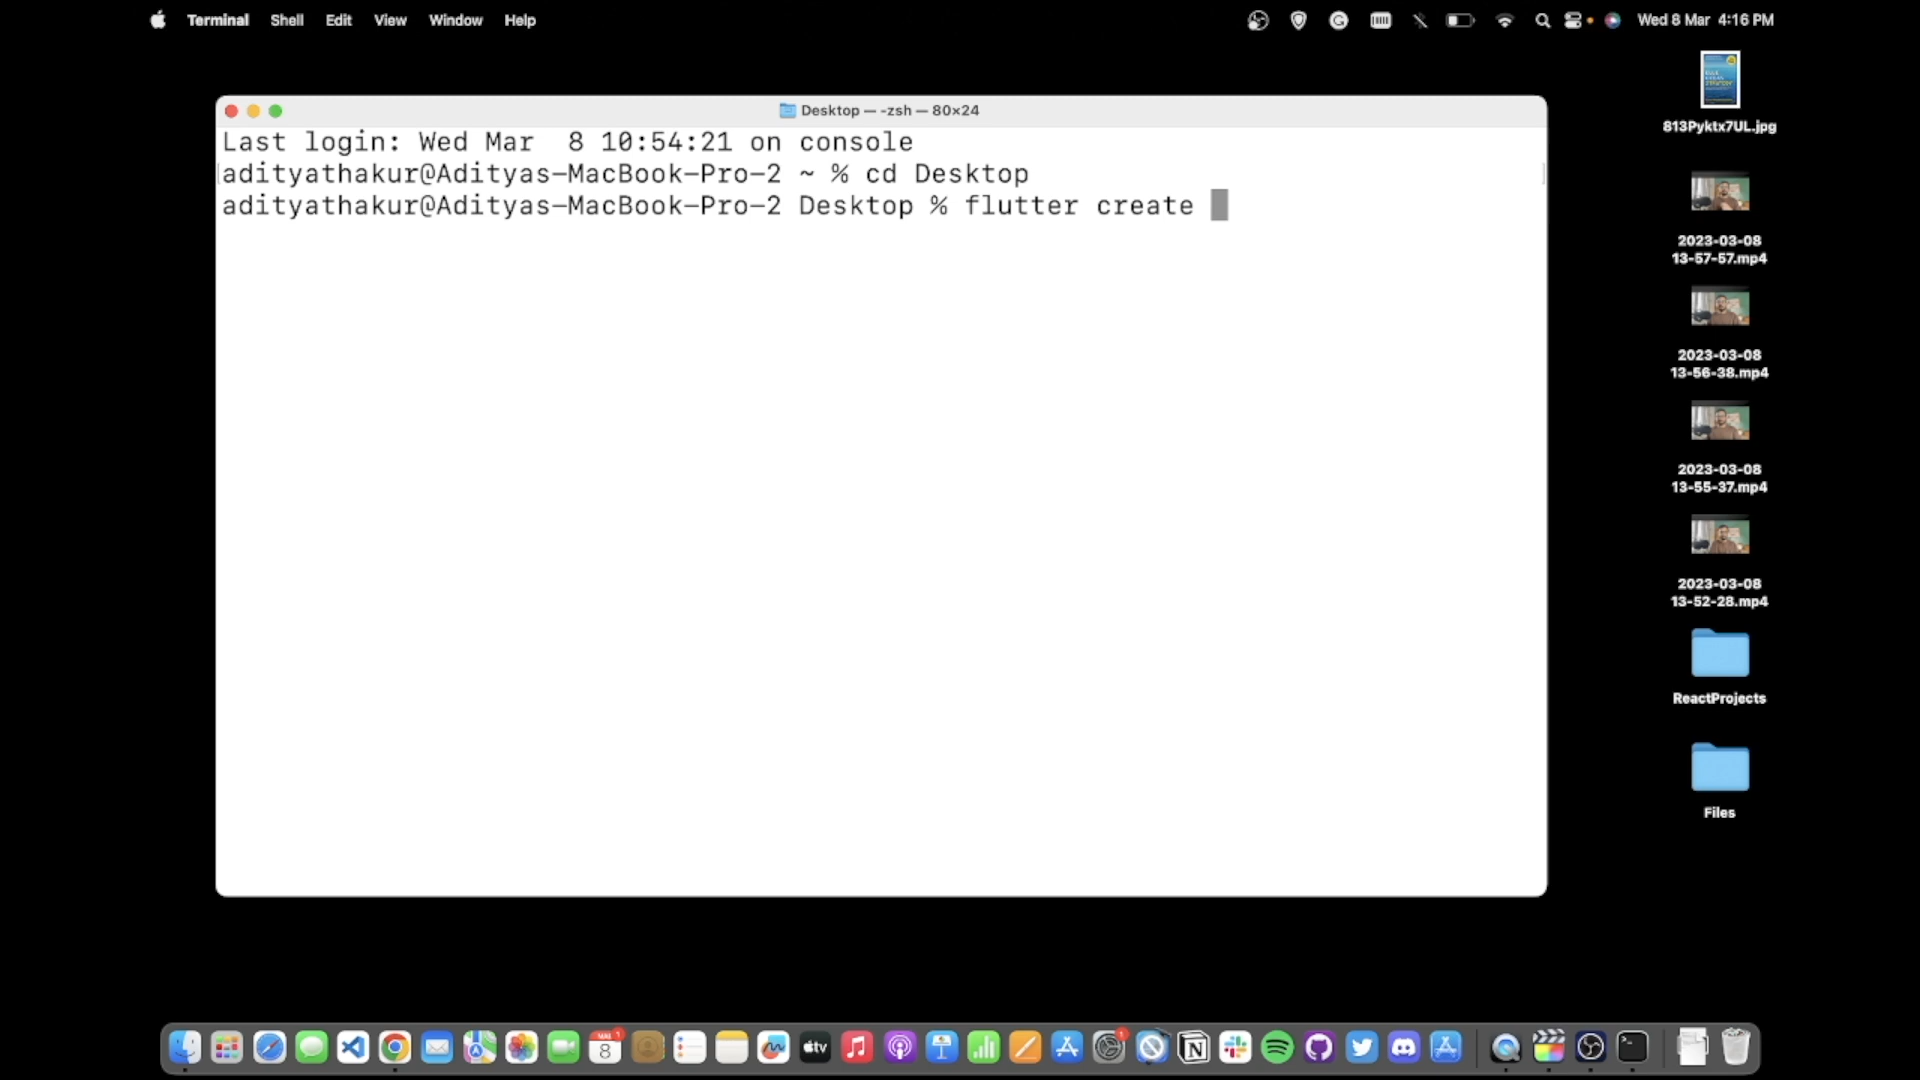 Terminal Shell Edit View Window Help Wed 8 Mar 4:16 PM
Desktop — -zsh — 80×24
Last login: Wed Mar  8 10:54:21 on console
adityathakur@Adityas-MacBook-Pro-2 ~ % cd Desktop
adityathakur@Adityas-MacBook-Pro-2 Desktop % flutter create
813Pyktx7UL.jpg
2023-03-08
13-57-57.mp4
2023-03-08
13-56-38.mp4
2023-03-08
13-55-37.mp4
2023-03-08
13-52-28.mp4
ReactProjects
Files
8
tv